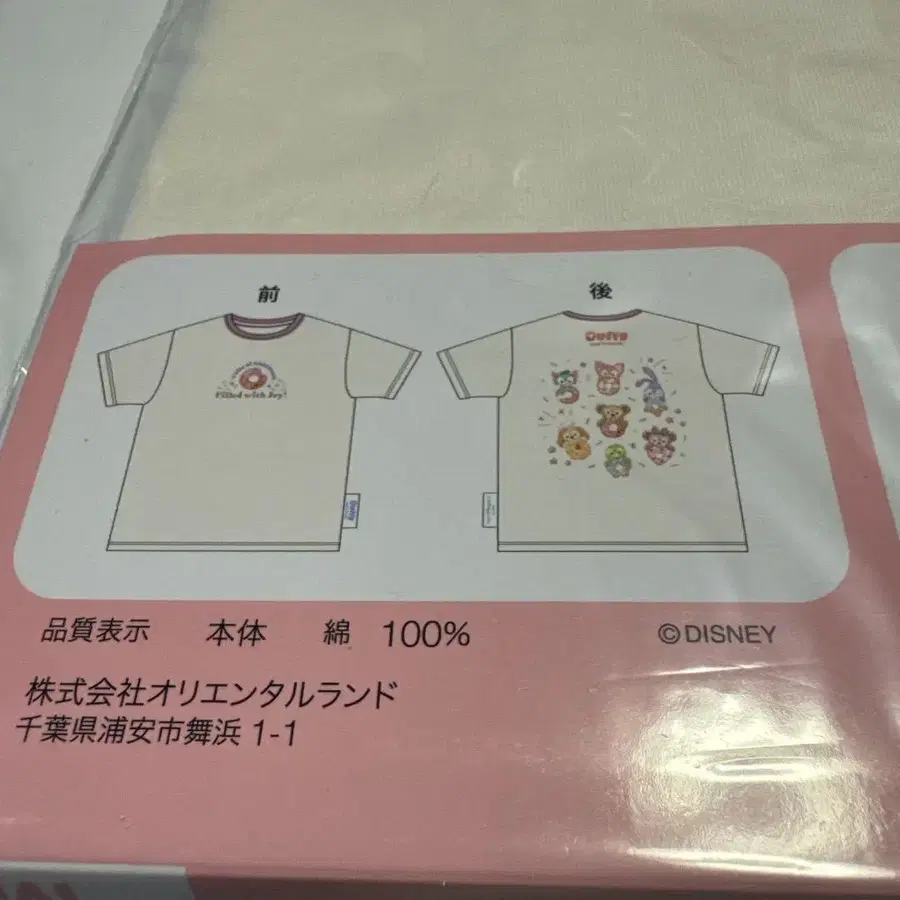 前
後
Filled with Joy!
Duffy
Duffy
品質表示 本体 綿 100%
©DISNEY
株式会社オリエンタルランド
千葉県浦安市舞浜 1-1